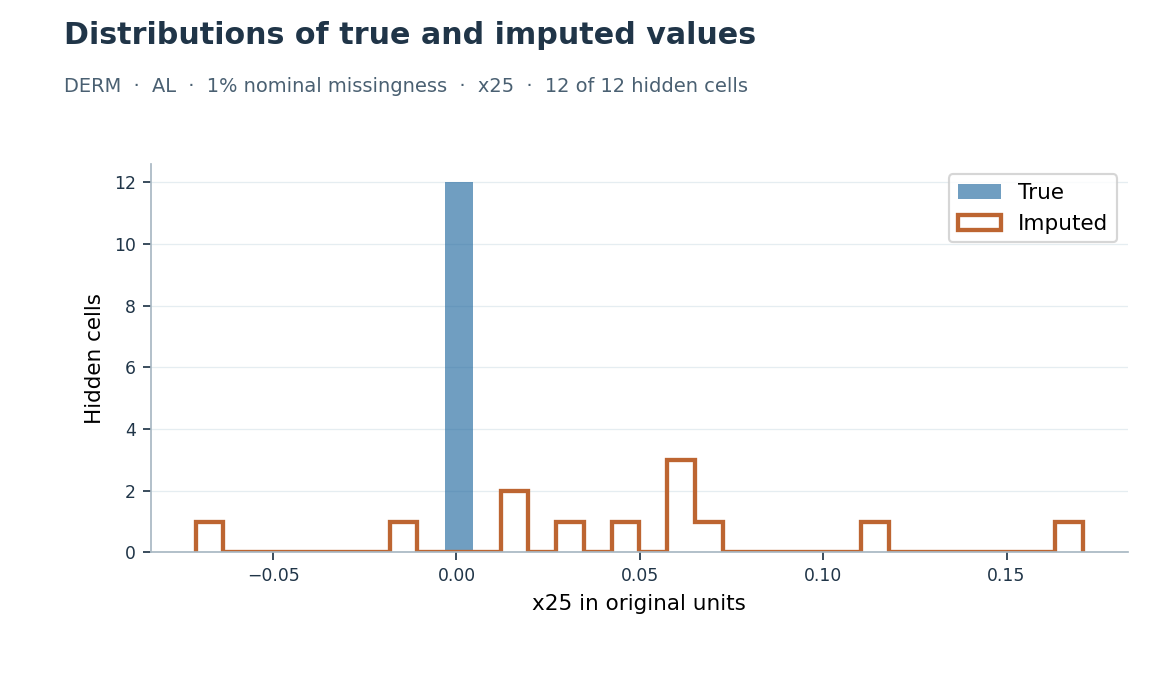 Distributions of true and imputed values
DERM · AL · 1% nominal missingness · x25 · 12 of 12 hidden cells
True
Imputed
Hidden cells
12
10
8
6
4
2
0
−0.05
0.00
0.05
0.10
0.15
x25 in original units